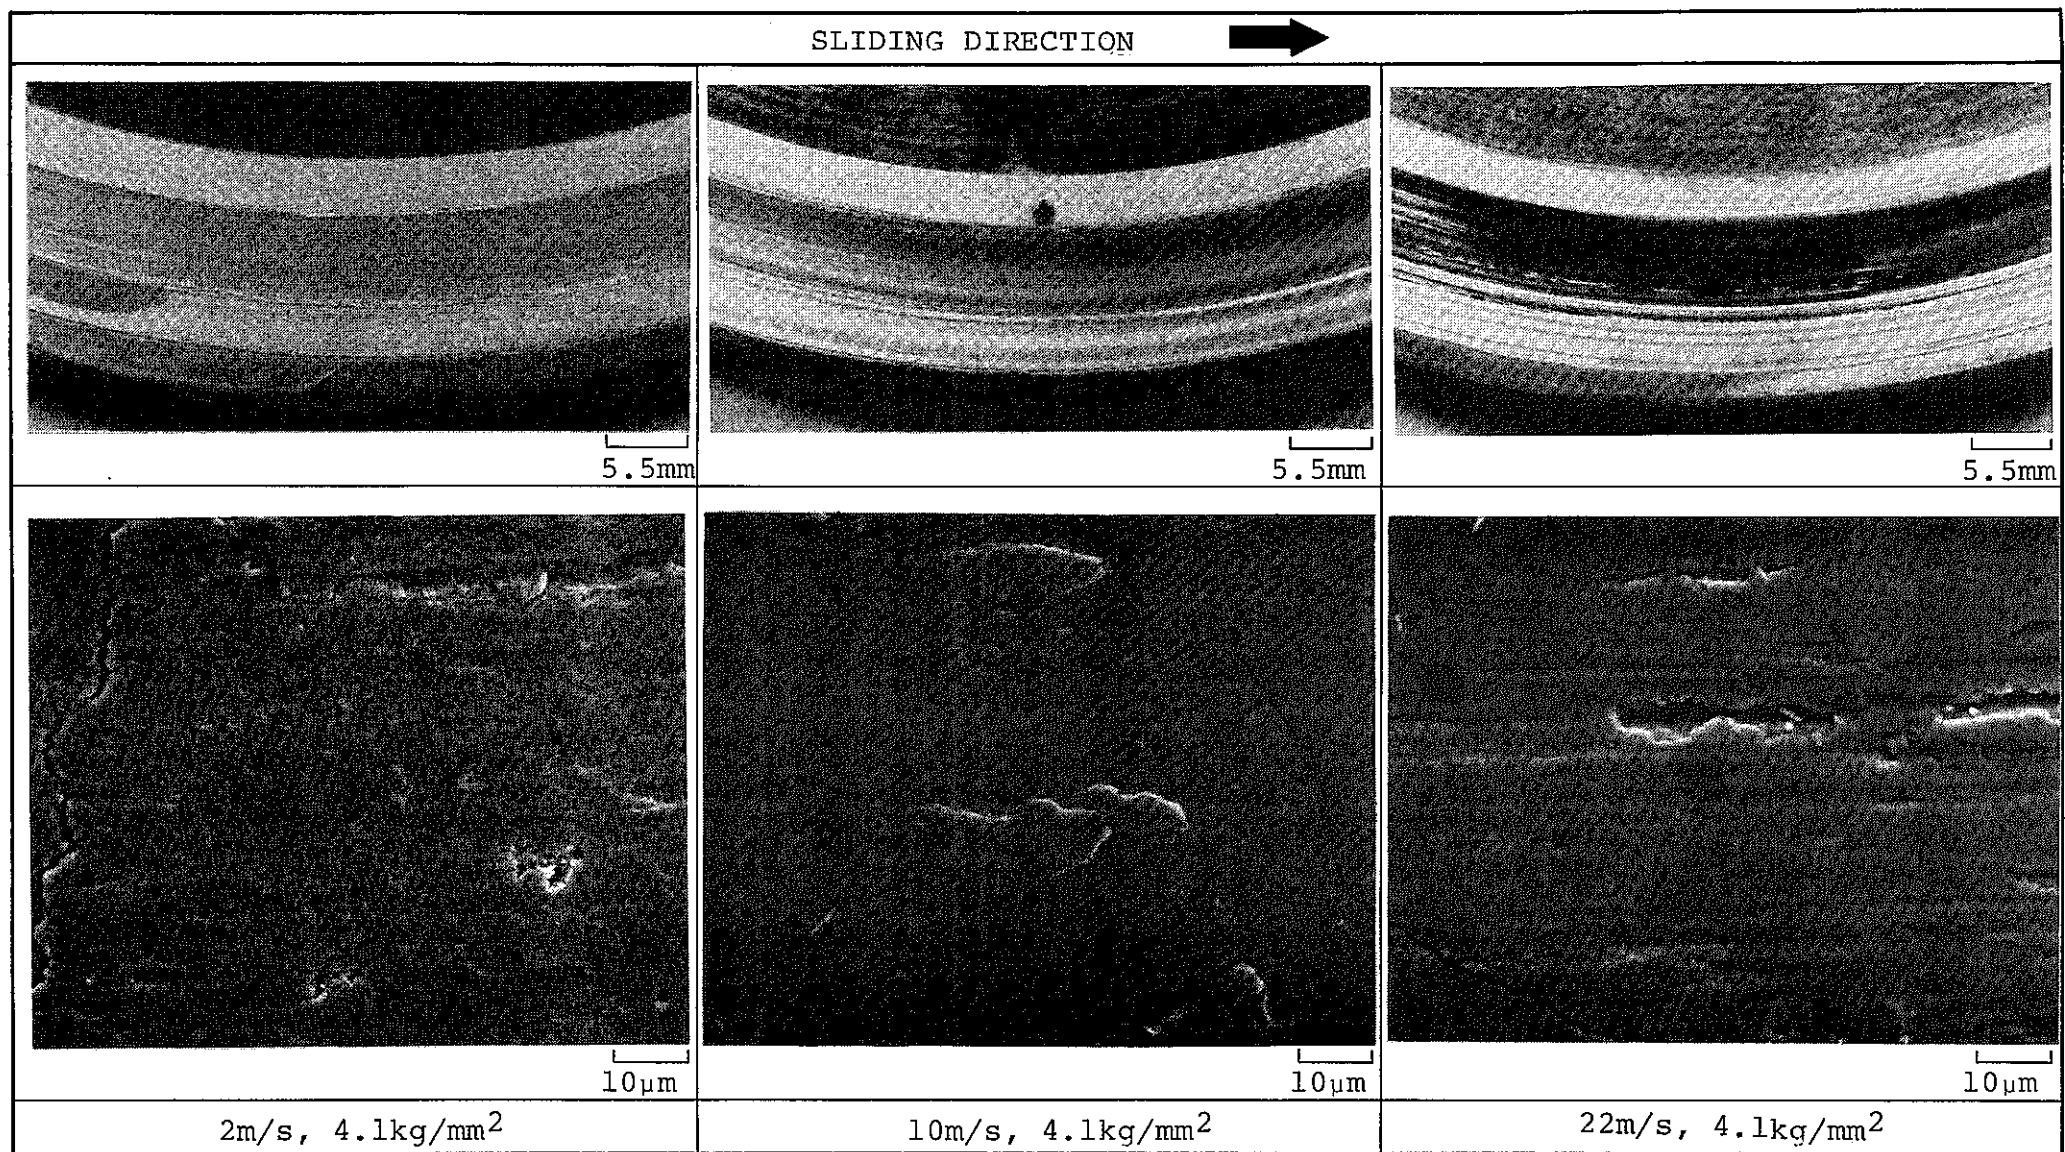 SLIDING DIRECTION
5.5mm 5.5mm 5.5mm
10μm 10μm 10μm
2m/s, 4.1kg/mm² 10m/s, 4.1kg/mm² 22m/s, 4.1kg/mm²